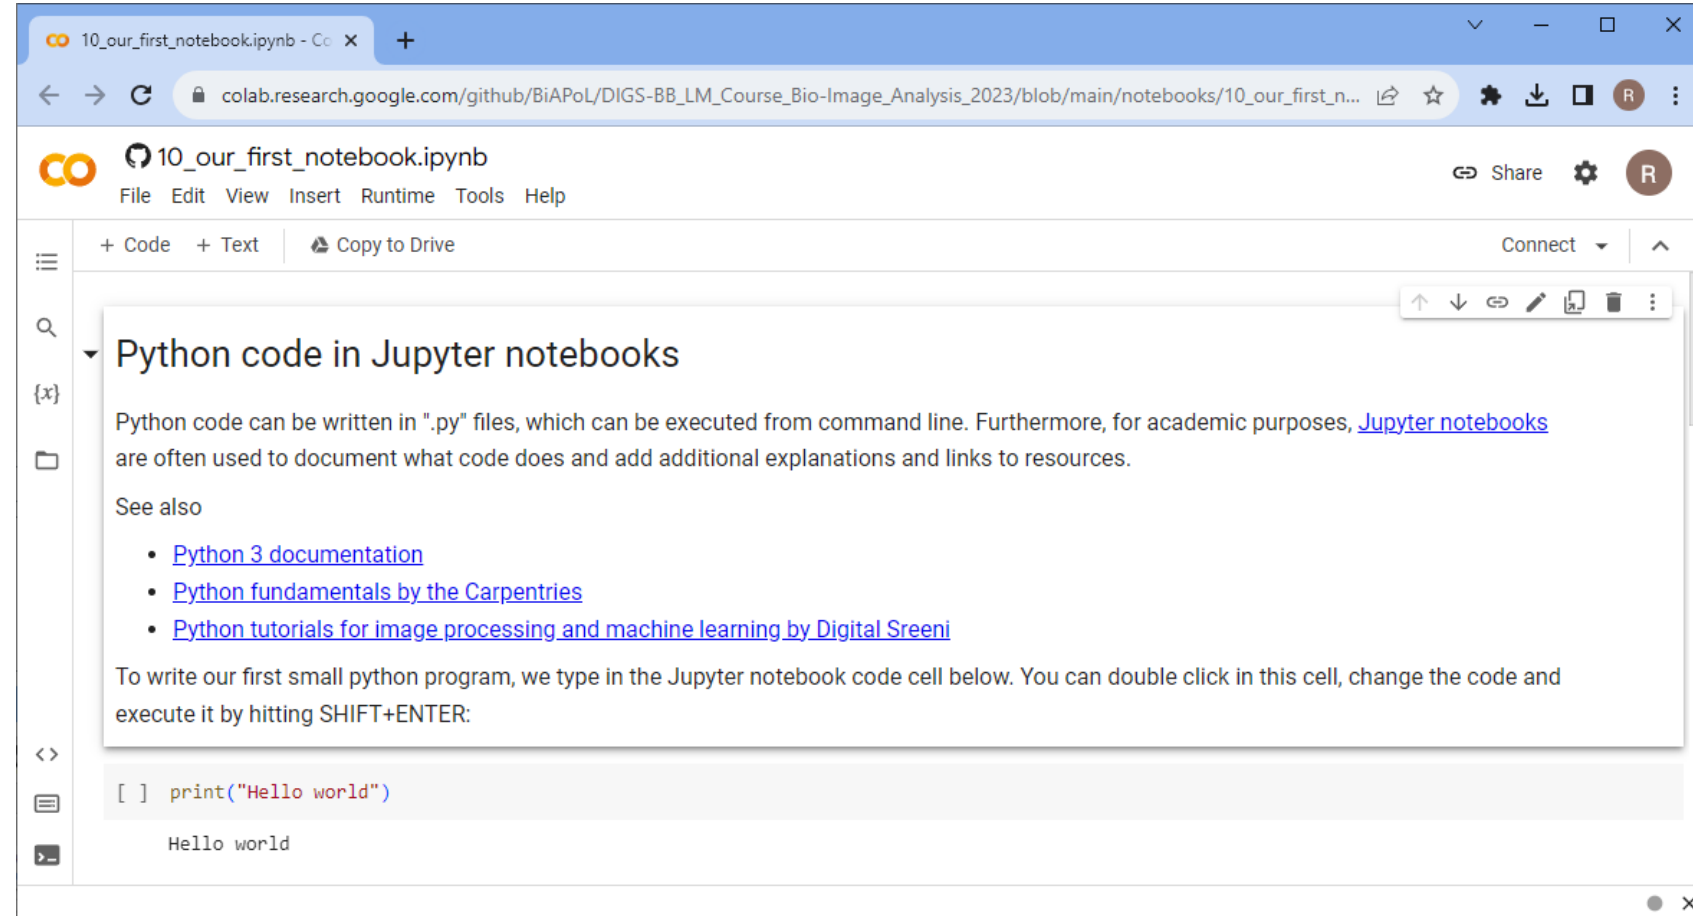 10_our_first_notebook.ipynb - Co
colab.research.google.com/github/BiAPoL/DIGS-BB_LM_Course_Bio-Image_Analysis_2023/blob/main/notebooks/10_our_first_n...
R
10_our_first_notebook.ipynb
Share
R
File Edit View Insert Runtime Tools Help
+ Code + Text Copy to Drive
Connect
Python code in Jupyter notebooks
{x}
Python code can be written in ".py" files, which can be executed from command line. Furthermore, for academic purposes, Jupyter notebooks
are often used to document what code does and add additional explanations and links to resources.
See also
• Python 3 documentation
• Python fundamentals by the Carpentries
• Python tutorials for image processing and machine learning by Digital Sreeni
To write our first small python program, we type in the Jupyter notebook code cell below. You can double click in this cell, change the code and
execute it by hitting SHIFT+ENTER:
[ ] print("Hello world")
Hello world